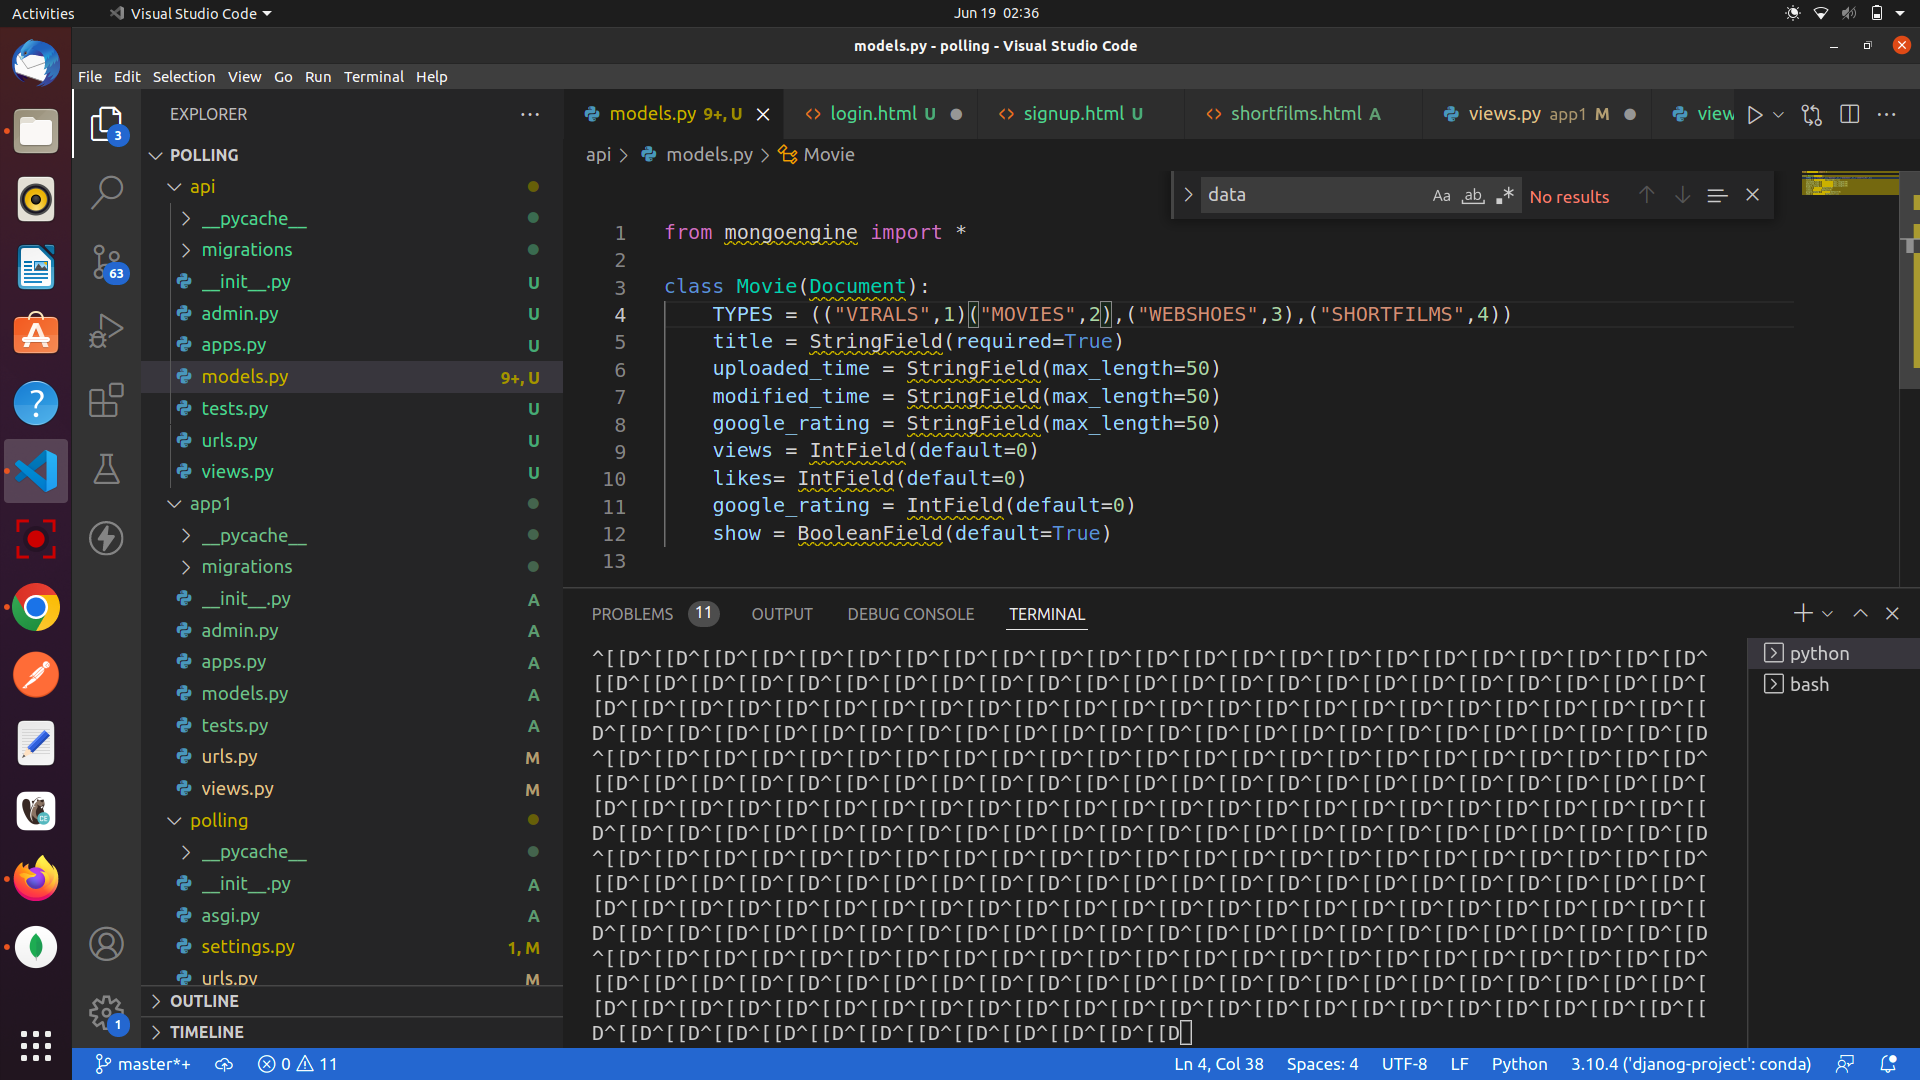 Activities
Visual Studio Code
Jun 19 02:36
models.py - polling - Visual Studio Code
File Edit Selection View Go Run Terminal Help
EXPLORER
POLLING
api
__pycache__
migrations
__init__.py U
admin.py U
apps.py U
models.py 9+, U
tests.py U
urls.py U
views.py U
app1
__pycache__
migrations
__init__.py A
admin.py A
apps.py A
models.py A
tests.py A
urls.py M
views.py M
polling
__pycache__
__init__.py A
asgi.py A
settings.py 1, M
urls.py M
OUTLINE
TIMELINE
3
63
1
models.py 9+, U
login.html U
signup.html U
shortfilms.html A
views.py app1 M
view
api > models.py > Movie
data
Aa ab .*
No results
1 from mongoengine import *
2
3 class Movie(Document):
4 TYPES = (("VIRALS",1)("MOVIES",2),("WEBSHOES",3),("SHORTFILMS",4))
5 title = StringField(required=True)
6 uploaded_time = StringField(max_length=50)
7 modified_time = StringField(max_length=50)
8 google_rating = StringField(max_length=50)
9 views = IntField(default=0)
10 likes= IntField(default=0)
11 google_rating = IntField(default=0)
12 show = BooleanField(default=True)
13
PROBLEMS 11 OUTPUT DEBUG CONSOLE TERMINAL
python
bash
master*+
0 11
Ln 4, Col 38
Spaces: 4
UTF-8
LF
Python
3.10.4 ('djanog-project': conda)